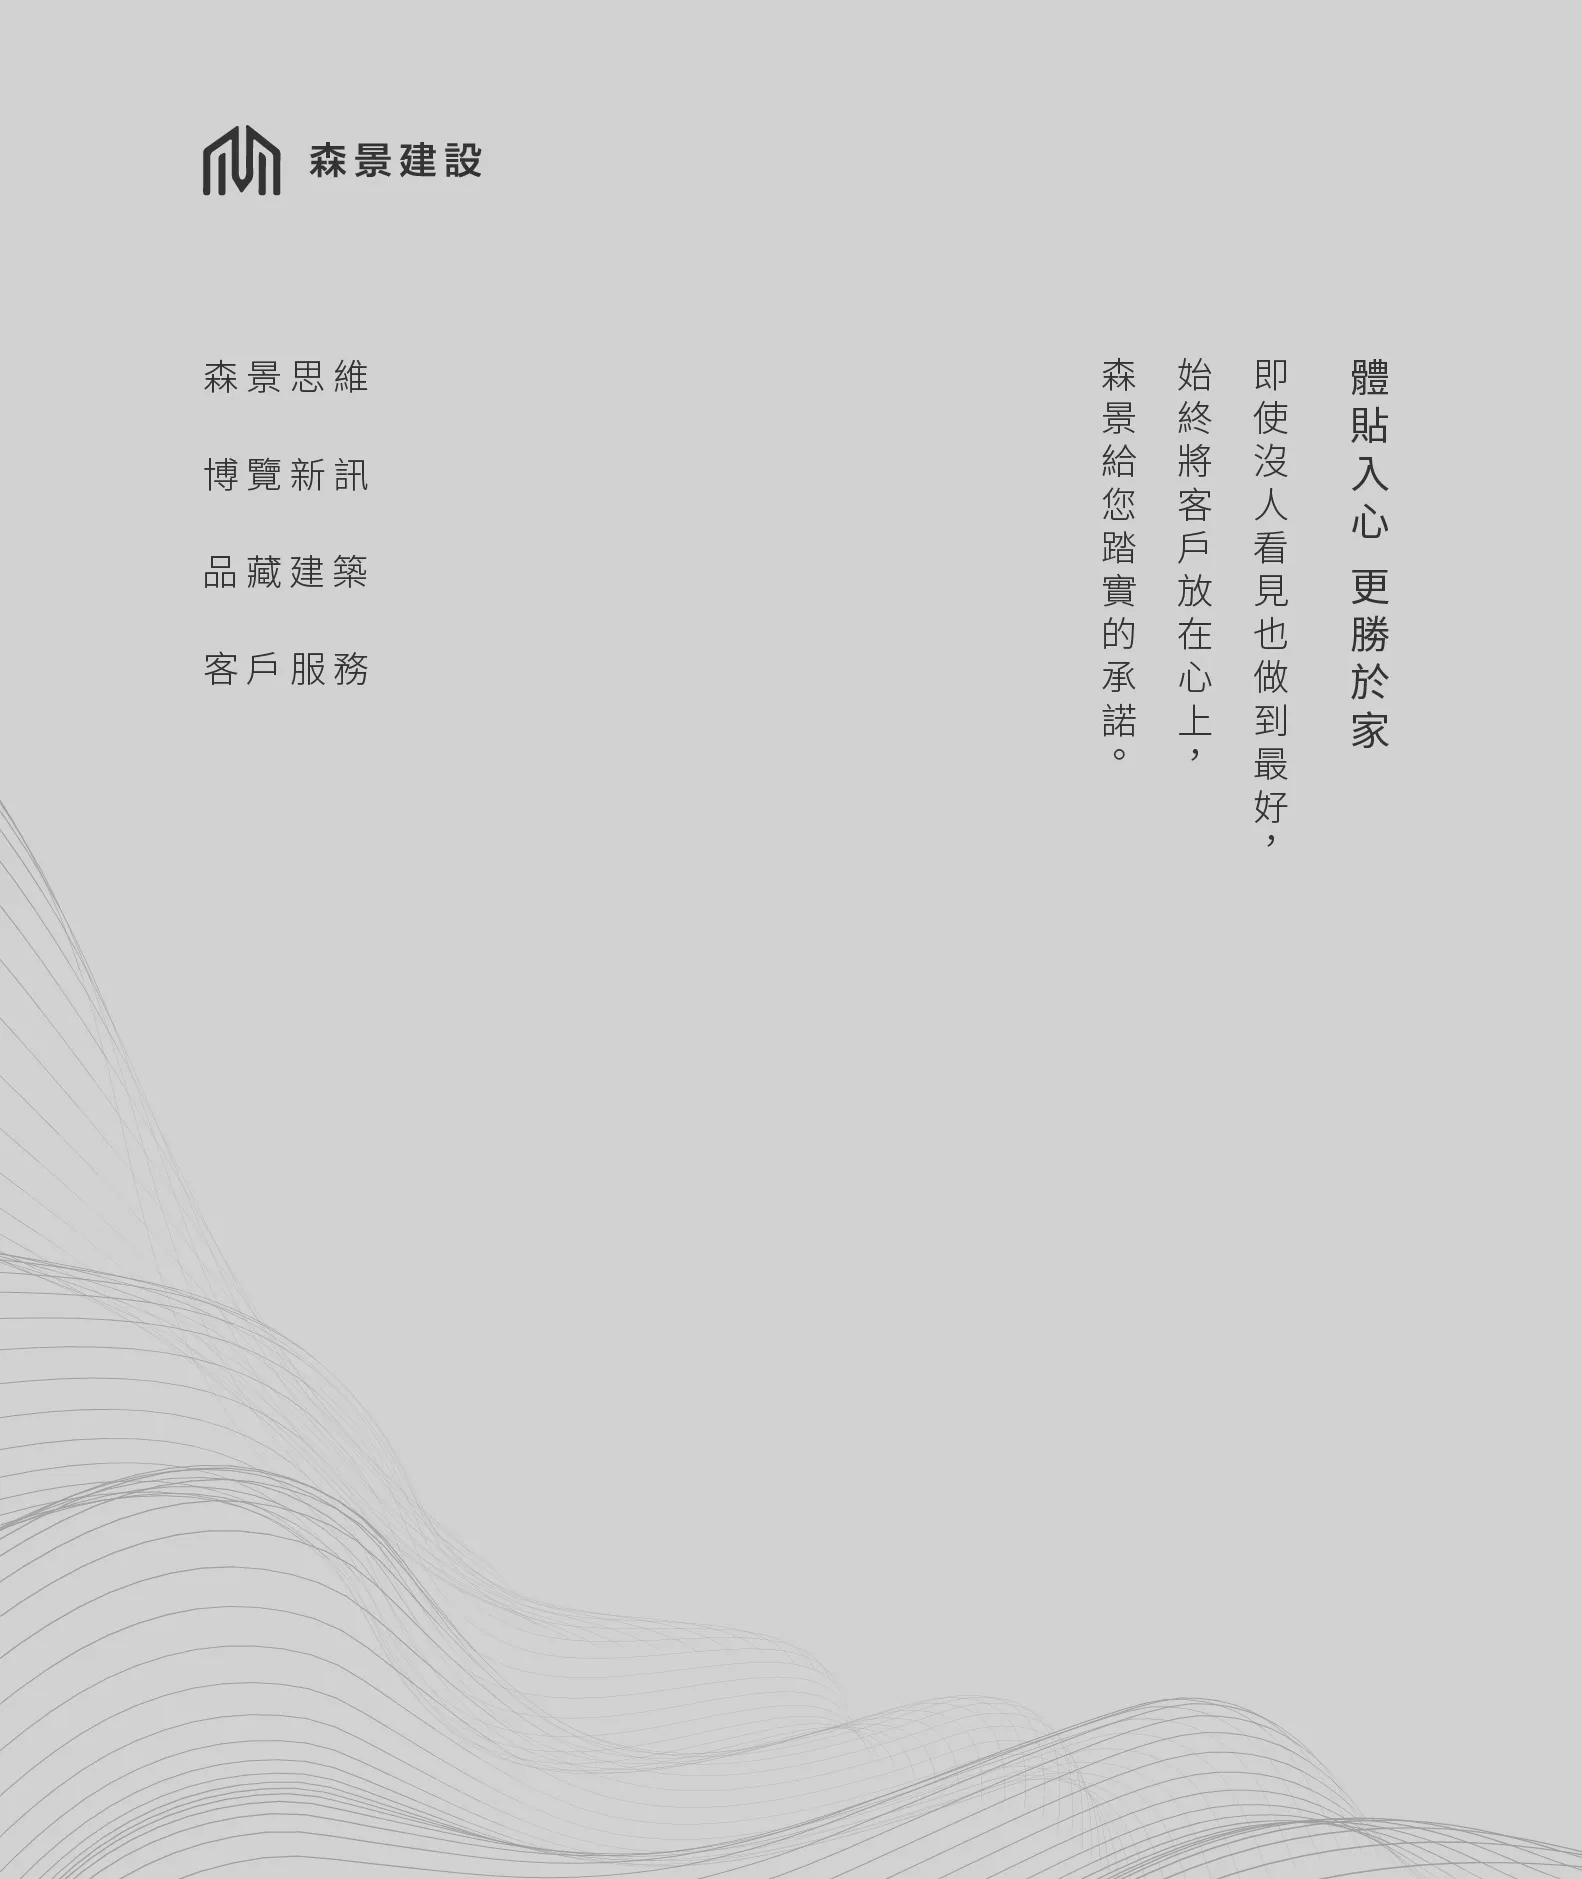 森景建設
森景思維
博覽新訊
品藏建築
客戶服務
體貼入心 更勝於家
即使沒人看見也做到最好，
始終將客戶放在心上，
森景給您踏實的承諾。